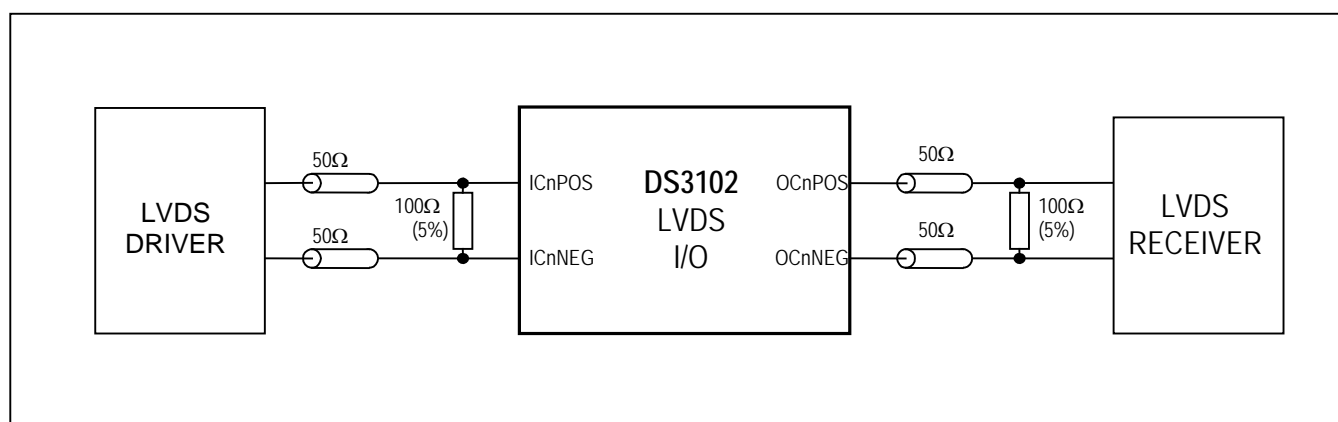 LVDS
DRIVER
50Ω
50Ω
100Ω
(5%)
ICnPOS
ICnNEG
DS3102
LVDS
I/O
OCnPOS
OCnNEG
50Ω
50Ω
100Ω
(5%)
LVDS
RECEIVER